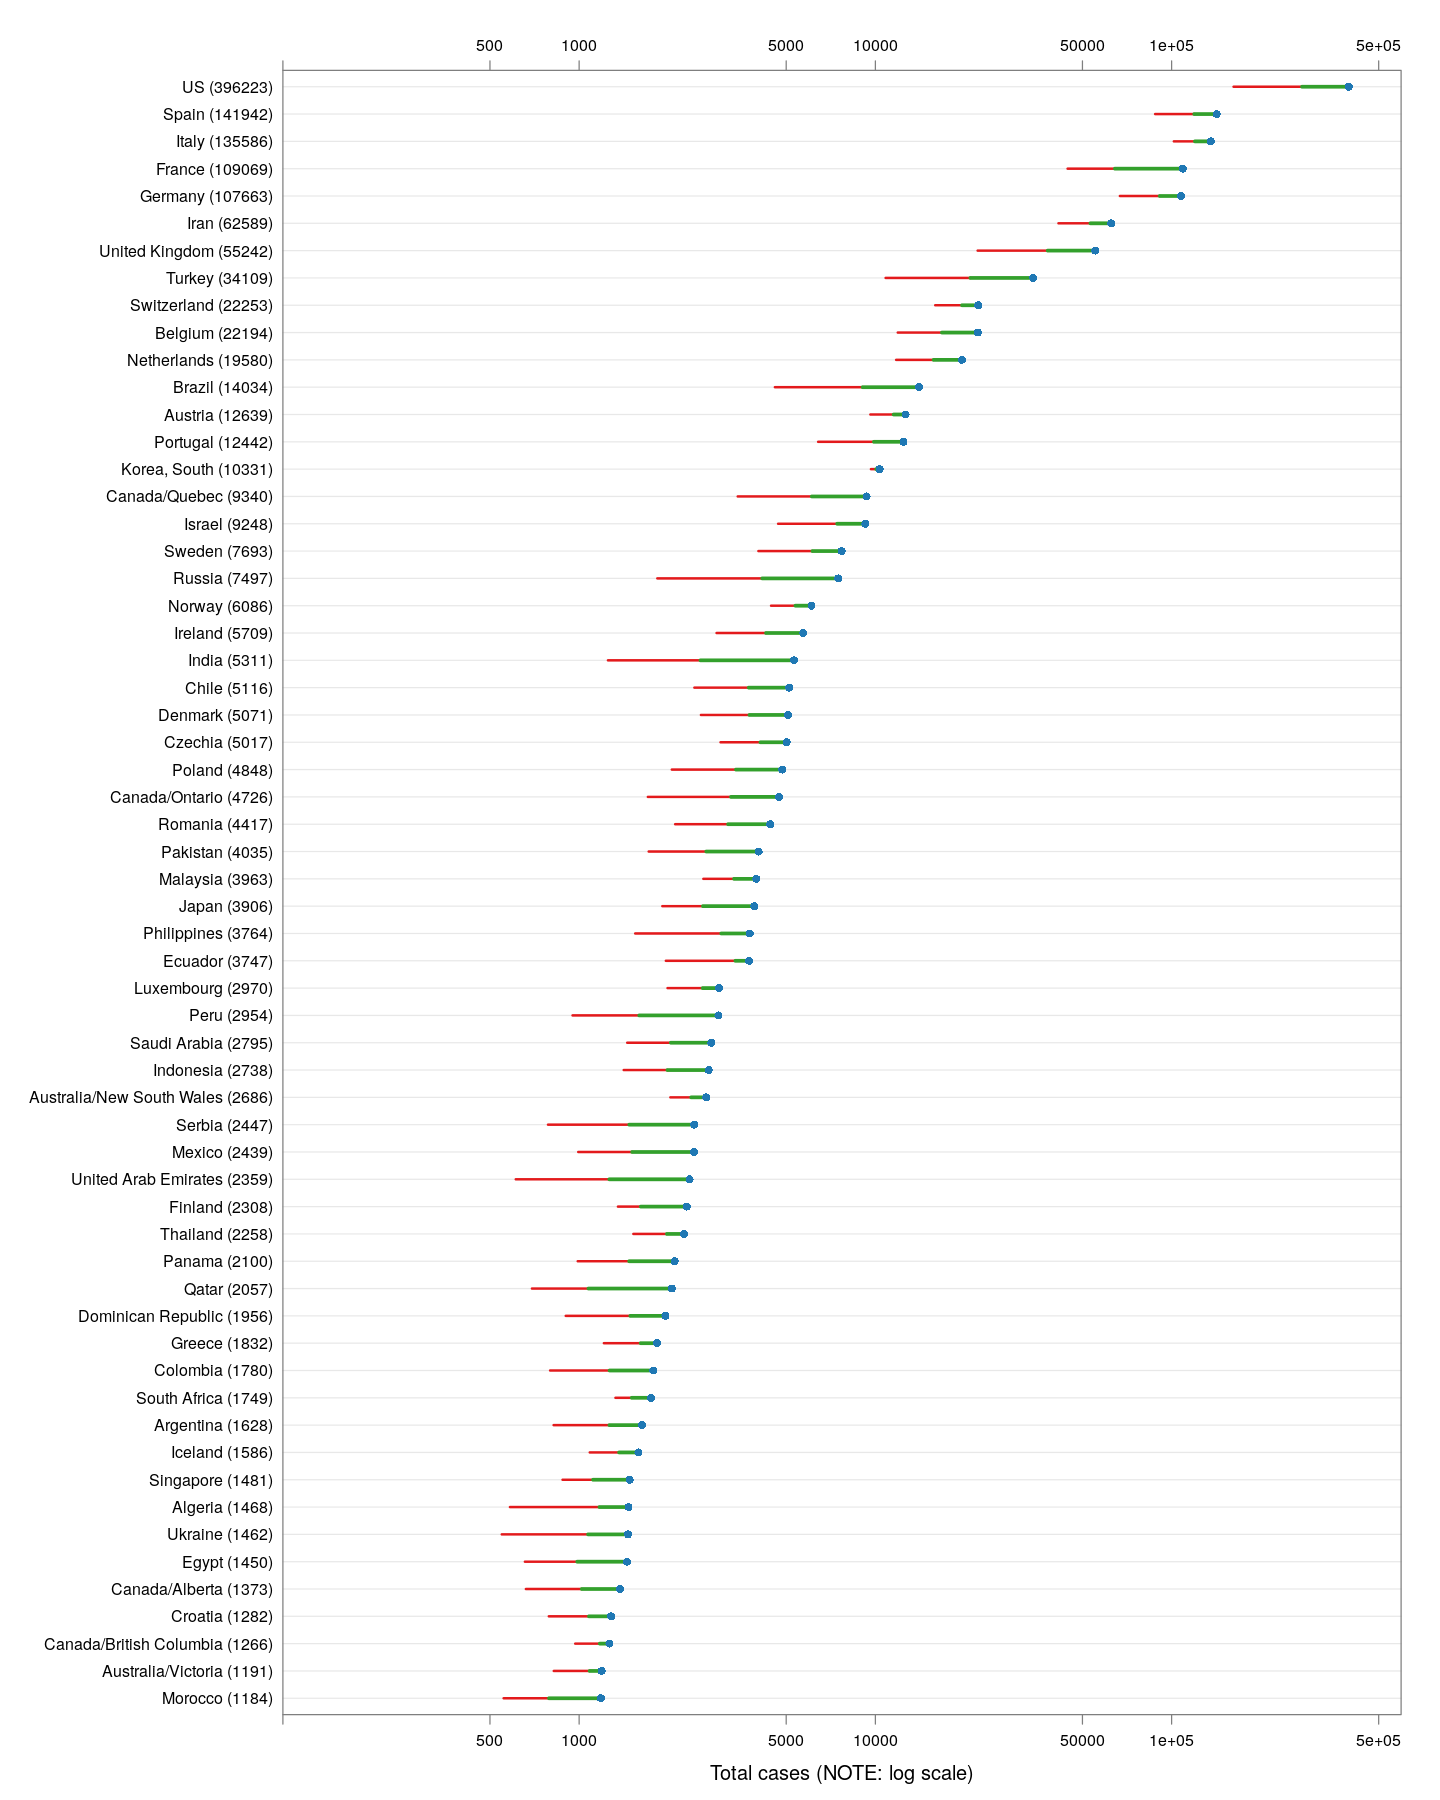 500 1000 5000 10000 50000 1e+05 5e+05
US (396223)
Spain (141942)
Italy (135586)
France (109069)
Germany (107663)
Iran (62589)
United Kingdom (55242)
Turkey (34109)
Switzerland (22253)
Belgium (22194)
Netherlands (19580)
Brazil (14034)
Austria (12639)
Portugal (12442)
Korea, South (10331)
Canada/Quebec (9340)
Israel (9248)
Sweden (7693)
Russia (7497)
Norway (6086)
Ireland (5709)
India (5311)
Chile (5116)
Denmark (5071)
Czechia (5017)
Poland (4848)
Canada/Ontario (4726)
Romania (4417)
Pakistan (4035)
Malaysia (3963)
Japan (3906)
Philippines (3764)
Ecuador (3747)
Luxembourg (2970)
Peru (2954)
Saudi Arabia (2795)
Indonesia (2738)
Australia/New South Wales (2686)
Serbia (2447)
Mexico (2439)
United Arab Emirates (2359)
Finland (2308)
Thailand (2258)
Panama (2100)
Qatar (2057)
Dominican Republic (1956)
Greece (1832)
Colombia (1780)
South Africa (1749)
Argentina (1628)
Iceland (1586)
Singapore (1481)
Algeria (1468)
Ukraine (1462)
Egypt (1450)
Canada/Alberta (1373)
Croatia (1282)
Canada/British Columbia (1266)
Australia/Victoria (1191)
Morocco (1184)
500 1000 5000 10000 50000 1e+05 5e+05
Total cases (NOTE: log scale)